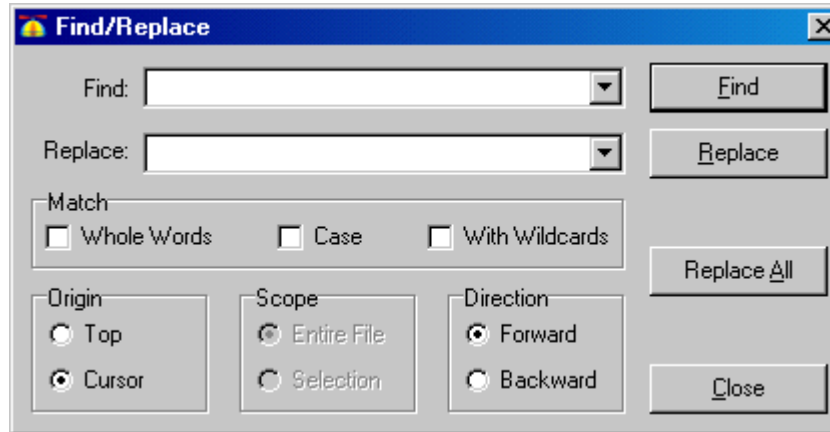 Find/Replace
Find:
Find
Replace:
Replace
Match
Whole Words Case With Wildcards
Replace All
Origin Scope Direction
Top Entire File Forward
Cursor Selection Backward
Close